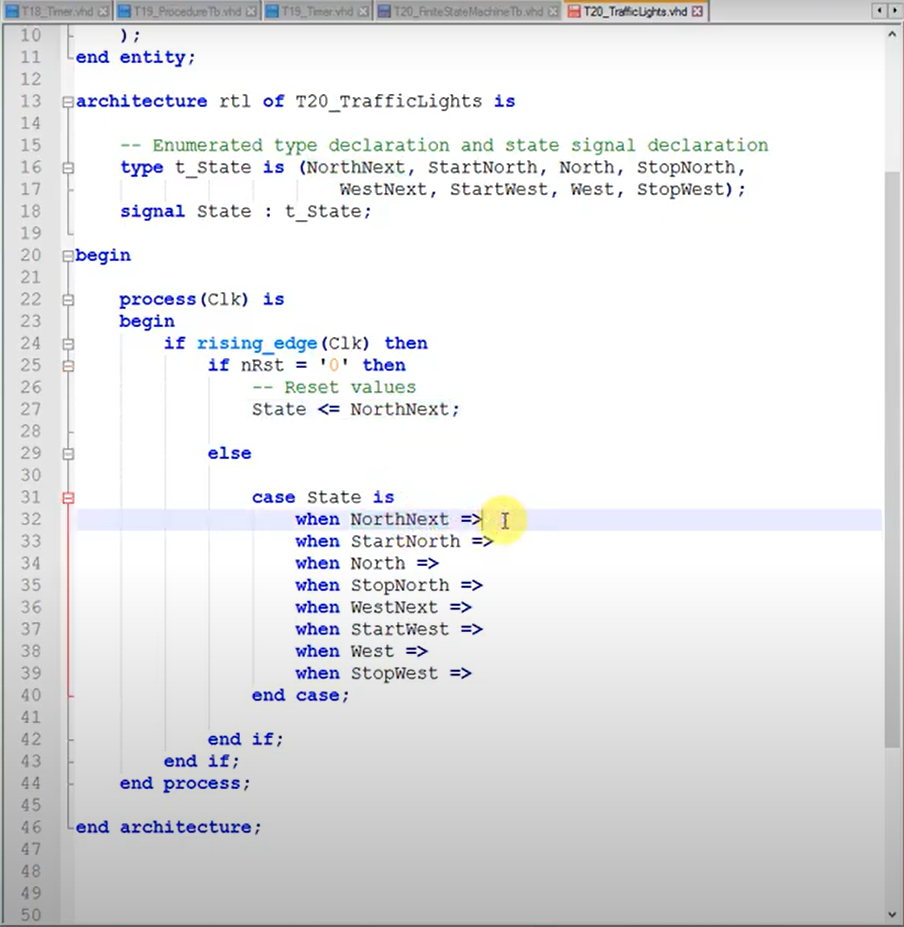 T18_Timer.vhd T19_ProcedureTb.vhd T19_Timer.vhd T20_FiniteStateMachineTb.vhd T20_TrafficLights.vhd
10 );
11 end entity;
12
13 architecture rtl of T20_TrafficLights is
14
15 -- Enumerated type declaration and state signal declaration
16 type t_State is (NorthNext, StartNorth, North, StopNorth,
17 WestNext, StartWest, West, StopWest);
18 signal State : t_State;
19
20 begin
21
22 process(Clk) is
23 begin
24 if rising_edge(Clk) then
25 if nRst = '0' then
26 -- Reset values
27 State <= NorthNext;
28
29 else
30
31 case State is
32 when NorthNext =>
33 when StartNorth =>
34 when North =>
35 when StopNorth =>
36 when WestNext =>
37 when StartWest =>
38 when West =>
39 when StopWest =>
40 end case;
41
42 end if;
43 end if;
44 end process;
45
46 end architecture;
47
48
49
50